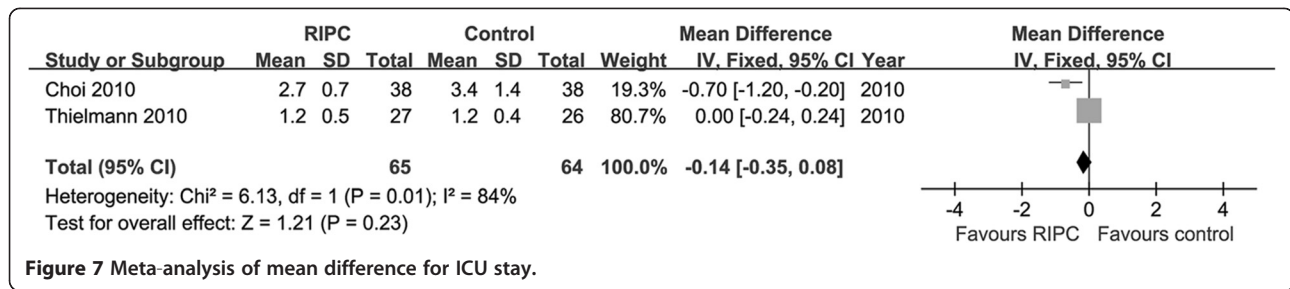 RIPC Control Mean Difference Mean Difference
Study or Subgroup Mean SD Total Mean SD Total Weight IV, Fixed, 95% CI Year IV, Fixed, 95% CI
Choi 2010 2.7 0.7 38 3.4 1.4 38 19.3% -0.70 [-1.20, -0.20] 2010
Thielmann 2010 1.2 0.5 27 1.2 0.4 26 80.7% 0.00 [-0.24, 0.24] 2010
Total (95% CI) 65 64 100.0% -0.14 [-0.35, 0.08]
Heterogeneity: Chi² = 6.13, df = 1 (P = 0.01); I² = 84%
Test for overall effect: Z = 1.21 (P = 0.23)
-4 -2 0 2 4
Favours RIPC Favours control
Figure 7 Meta-analysis of mean difference for ICU stay.